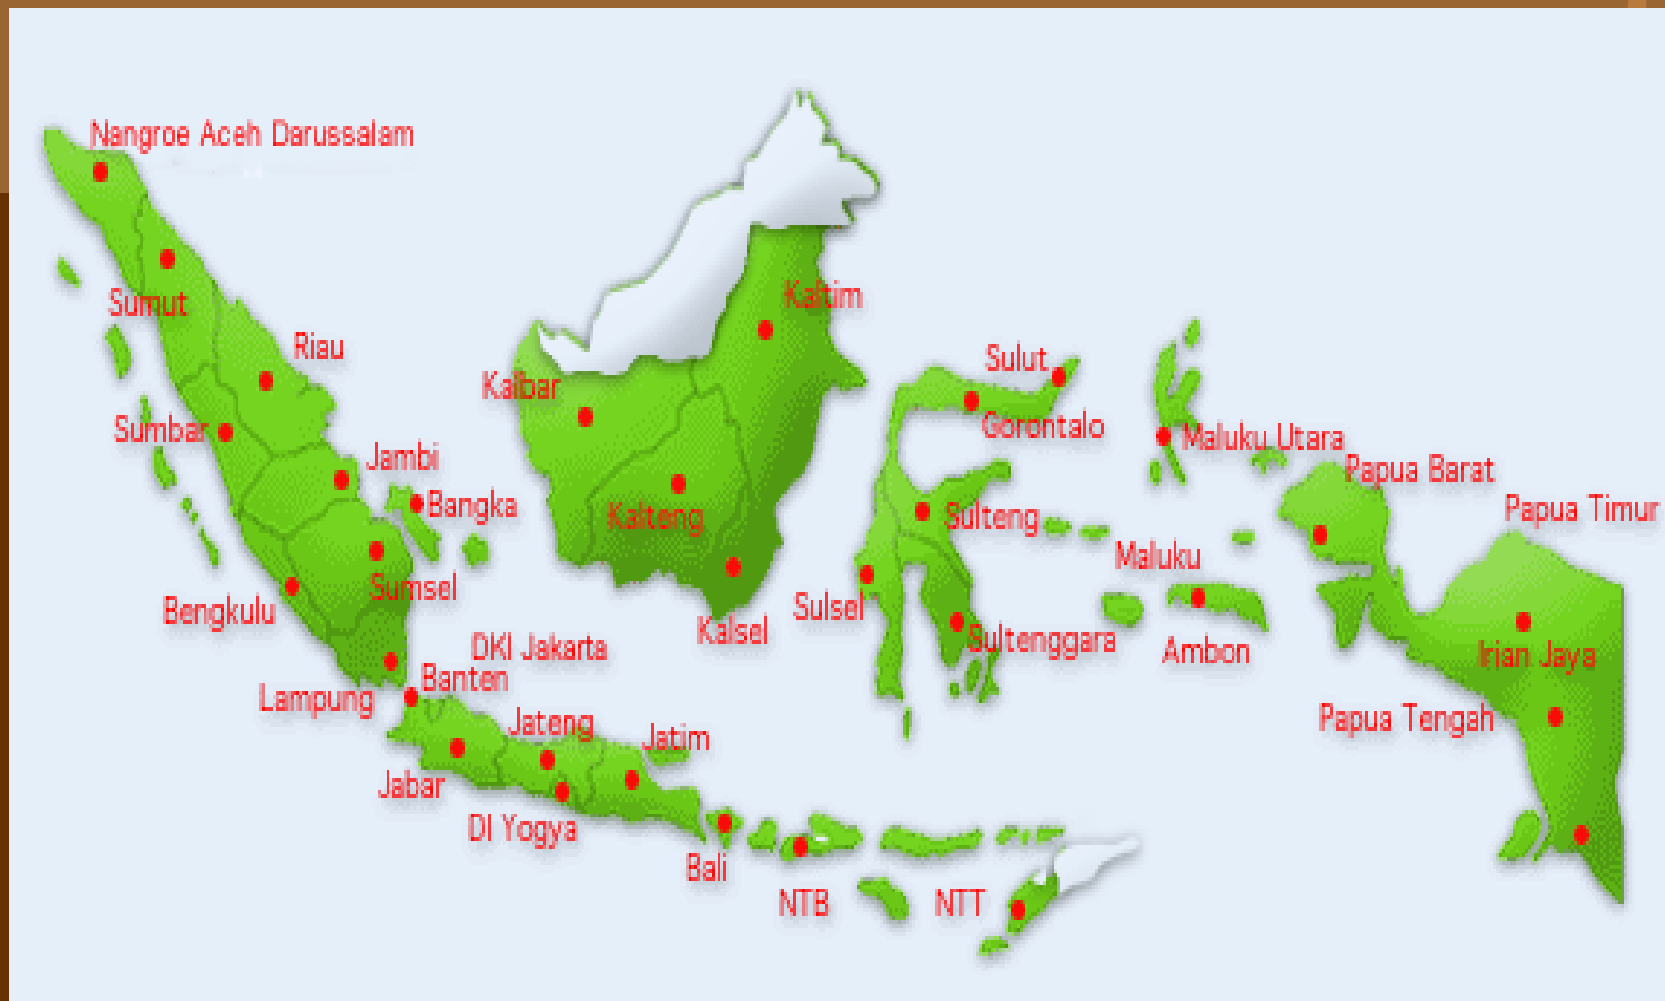 Nangroe Aceh Darussalam
Sumut
Riau
Sumbar
Jambi
Bangka
Sumsel
Bengkulu
Lampung
DKI Jakarta
Banten
Jateng
Jatim
Jabar
DI Yogya
Bali
NTB
NTT
Kalbar
Kaltim
Kalteng
Kalsel
Sulut
Gorontalo
Sulteng
Sulsel
Sultenggara
Maluku Utara
Maluku
Ambon
Papua Barat
Papua Timur
Irian Jaya
Papua Tengah